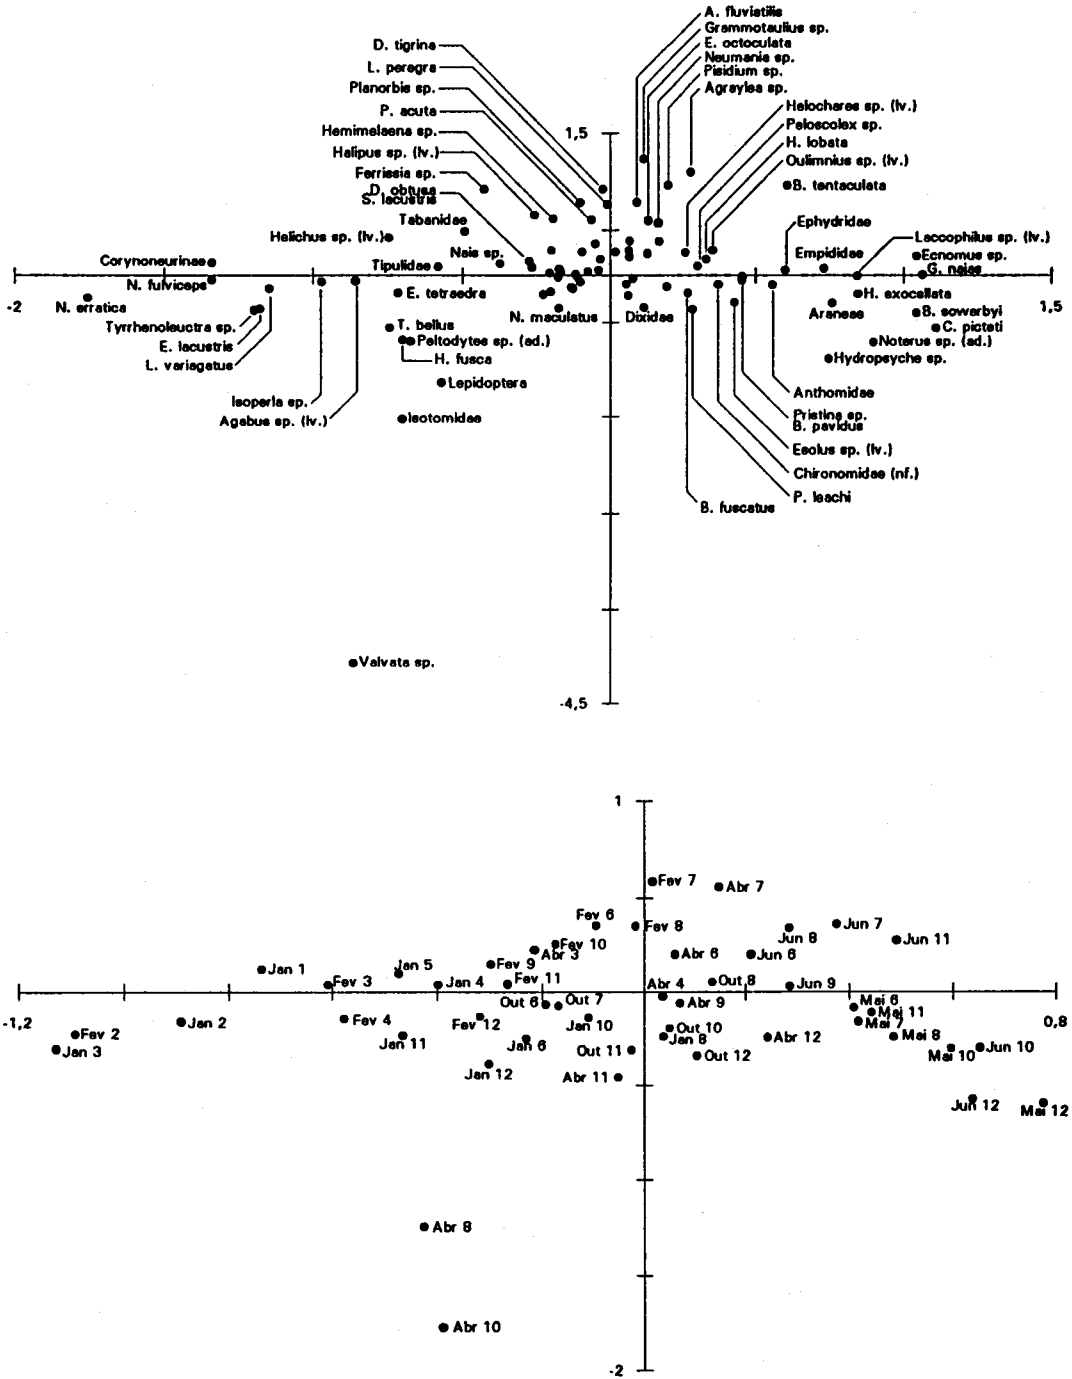 A. fluviatilis
Grammotaulius sp.
E. octoculata
Neumania sp.
Pisidium sp.
Agraylea sp.
D. tigrina
L. peregra
Planorbis sp.
P. acuta
Hemimelaena sp.
Halipus sp. (lv.)
Ferrissia sp.
D. obtusa
S. lacustris
Tabanidae
Helichus sp. (lv.)
Nais sp.
Tipulidae
Corynoneurinae
N. fulviceps
1,5
Helochares sp. (lv.)
Peloscolex sp.
H. lobata
Oulimnius sp. (lv.)
B. tentaculata
Ephydridae
Empididae
Laccophilus sp. (lv.)
Ecnomus sp.
G. naias
-2
1,5
N. erratica
Tyrrhenoleuctra sp.
E. lacustris
L. variegatus
Isoperla sp.
Agabus sp. (lv.)
E. tetraedra
T. bellus
Peltodytes sp. (ad.)
H. fusca
Lepidoptera
Isotomidae
N. maculatus
Dixidae
H. exocellata
Araneae
B. sowerbyi
C. picteti
Noterus sp. (ad.)
Hydropsyche sp.
Anthomidae
Pristina sp.
B. pavidus
Esolus sp. (lv.)
Chironomidae (nf.)
P. leachi
B. fuscatus
Valvata sp.
-4,5
1
Fev 7
Abr 7
Fev 6
Fev 8
Jun 7
Jun 8
Jun 11
Fev 10
Abr 3
Abr 6
Jun 6
Fev 9
Jan 1
Jan 5
Fev 3
Jan 4
Fev 11
Abr 4
Out 8
Jun 9
-1,2
0,8
Out 6
Out 7
Abr 9
Mai 6
Mai 11
Mai 7
Jan 2
Fev 4
Fev 12
Jan 10
Out 10
Fev 2
Jan 11
Jan 6
Jan 8
Abr 12
Mai 8
Jan 3
Out 11
Out 12
Mai 10
Jun 10
Jan 12
Abr 11
Jun 12
Mai 12
Abr 8
Abr 10
-2